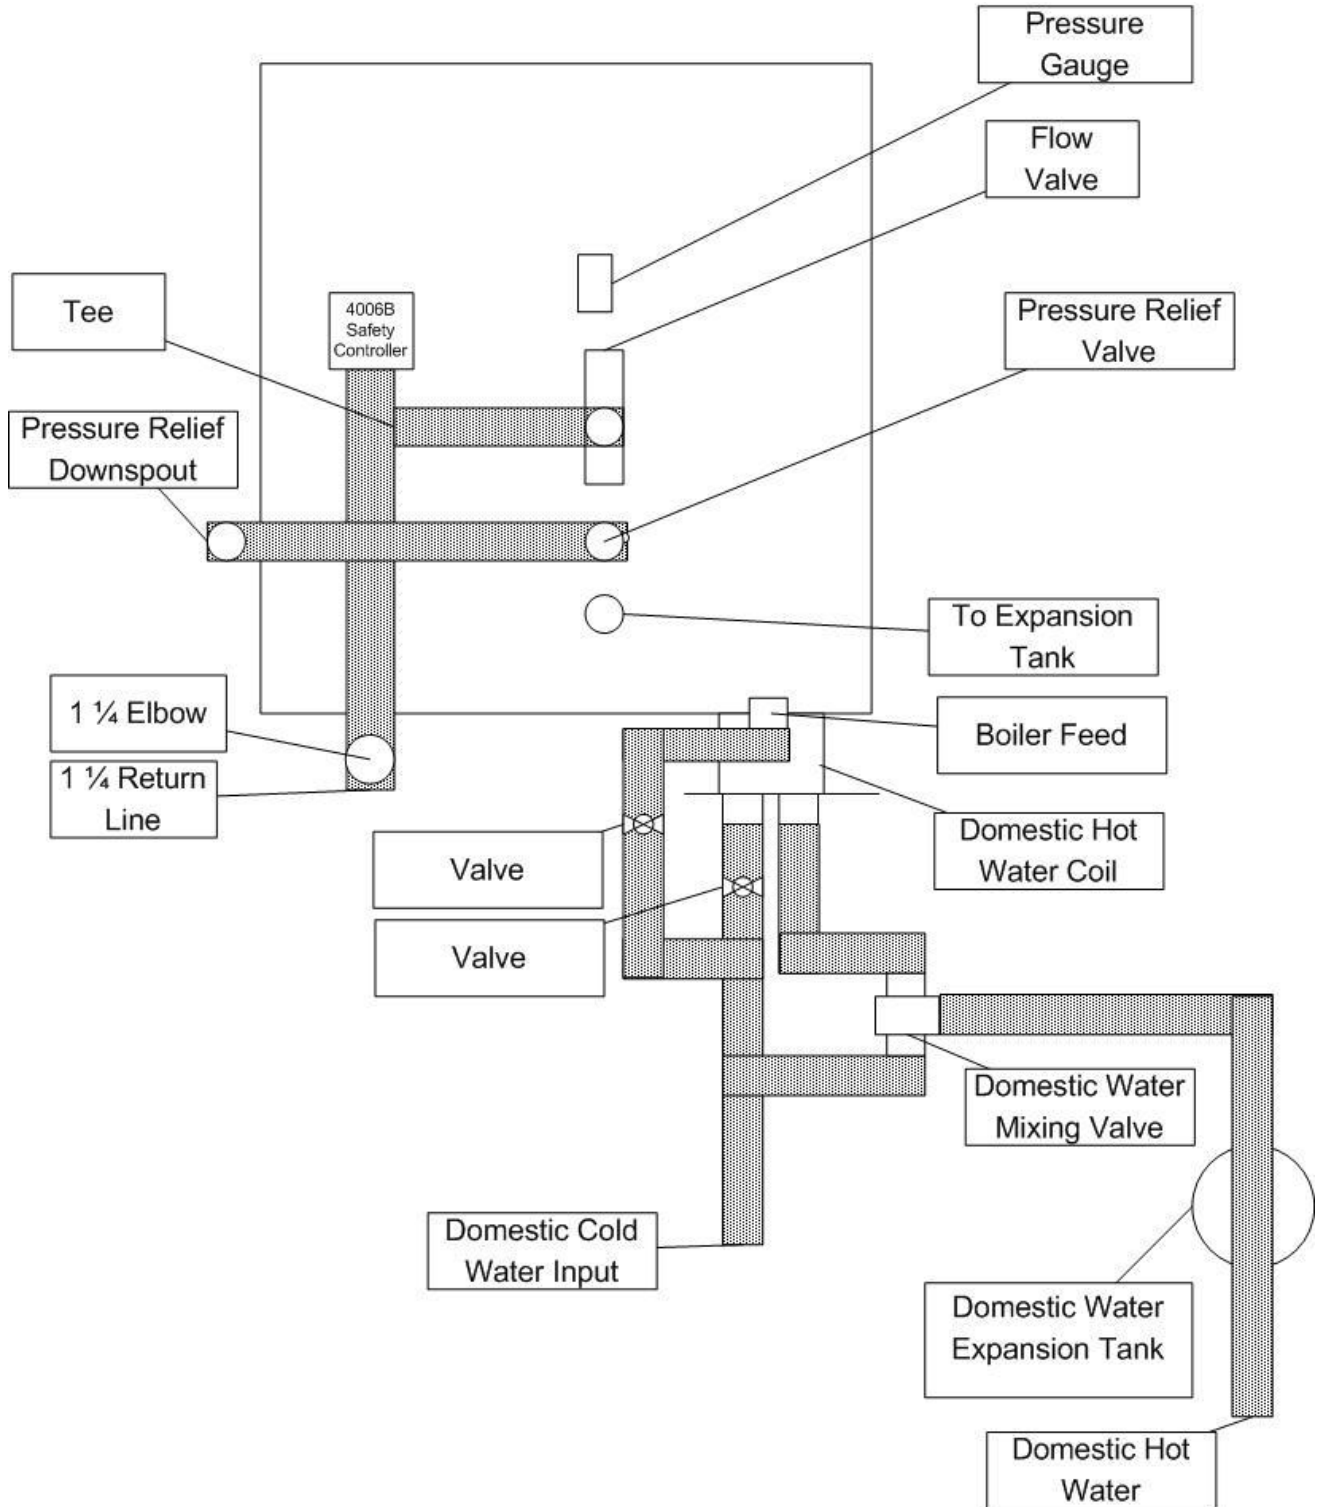 Pressure
Gauge
Flow
Valve
Tee
4006B
Safety
Controller
Pressure Relief
Valve
Pressure Relief
Downspout
To Expansion
Tank
1 ¼ Elbow
Boiler Feed
1 ¼ Return
Line
Domestic Hot
Water Coil
Valve
Valve
Domestic Water
Mixing Valve
Domestic Cold
Water Input
Domestic Water
Expansion Tank
Domestic Hot
Water